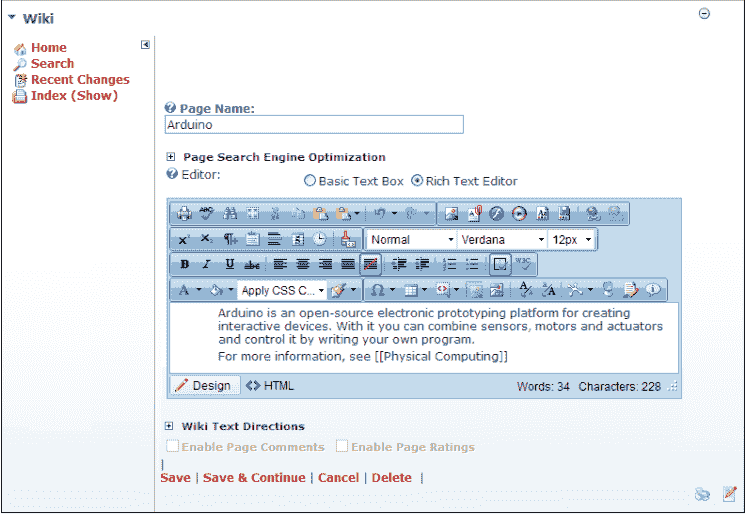 Wiki
Home
Search
Recent Changes
Index (Show)
Page Name:
Arduino
Page Search Engine Optimization
Editor:
Basic Text Box Rich Text Editor
ABC
Normal Verdana 12px
B I U abc W3C
A Apply CSS C... Ω
Arduino is an open-source electronic prototyping platform for creating
interactive devices. With it you can combine sensors, motors and actuators
and control it by writing your own program.
For more information, see [[Physical Computing]]
Design <> HTML Words: 34 Characters: 228
Wiki Text Directions
Enable Page Comments Enable Page Ratings
|
Save | Save & Continue | Cancel | Delete |